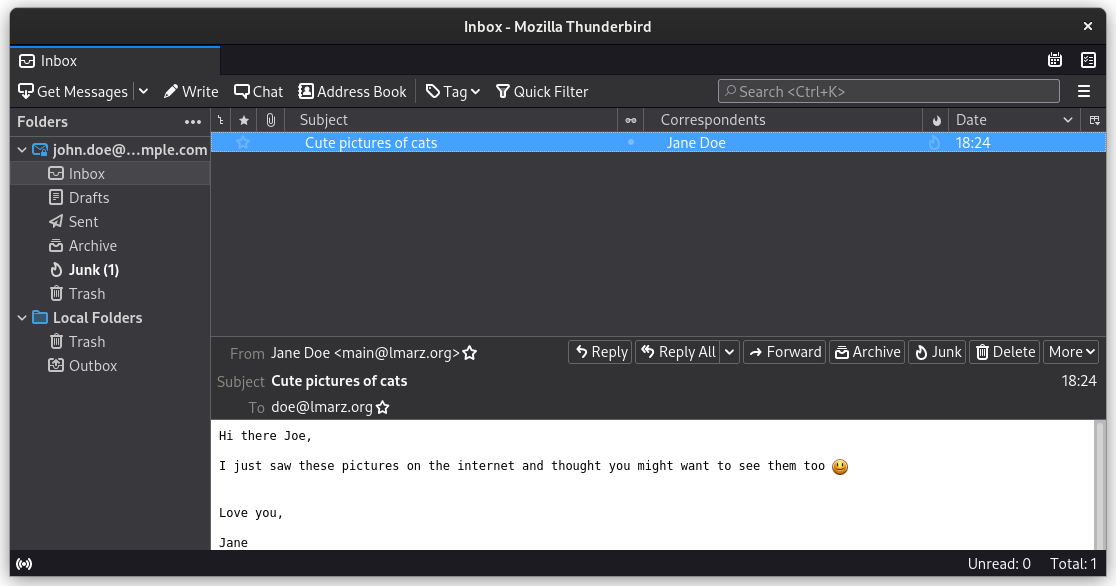 Inbox - Mozilla Thunderbird
Inbox
Get Messages Write Chat Address Book Tag Quick Filter Search <Ctrl+K>
Folders
Subject Correspondents Date
john.doe@...mple.com
Cute pictures of cats Jane Doe 18:24
Inbox
Drafts
Sent
Archive
Junk (1)
Trash
Local Folders
Trash
Outbox
From Jane Doe <main@lmarz.org> Reply Reply All Forward Archive Junk Delete More
Subject Cute pictures of cats 18:24
To doe@lmarz.org
Hi there Joe,
I just saw these pictures on the internet and thought you might want to see them too 😃
Love you,
Jane
Unread: 0 Total: 1